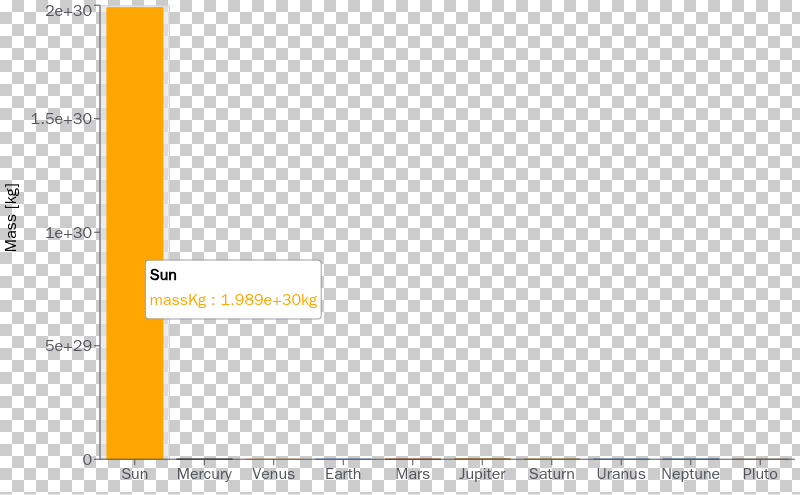 2e+30
1.5e+30
1e+30
5e+29
0
Mass [kg]
Sun
massKg : 1.989e+30kg
Sun Mercury Venus Earth Mars Jupiter Saturn Uranus Neptune Pluto